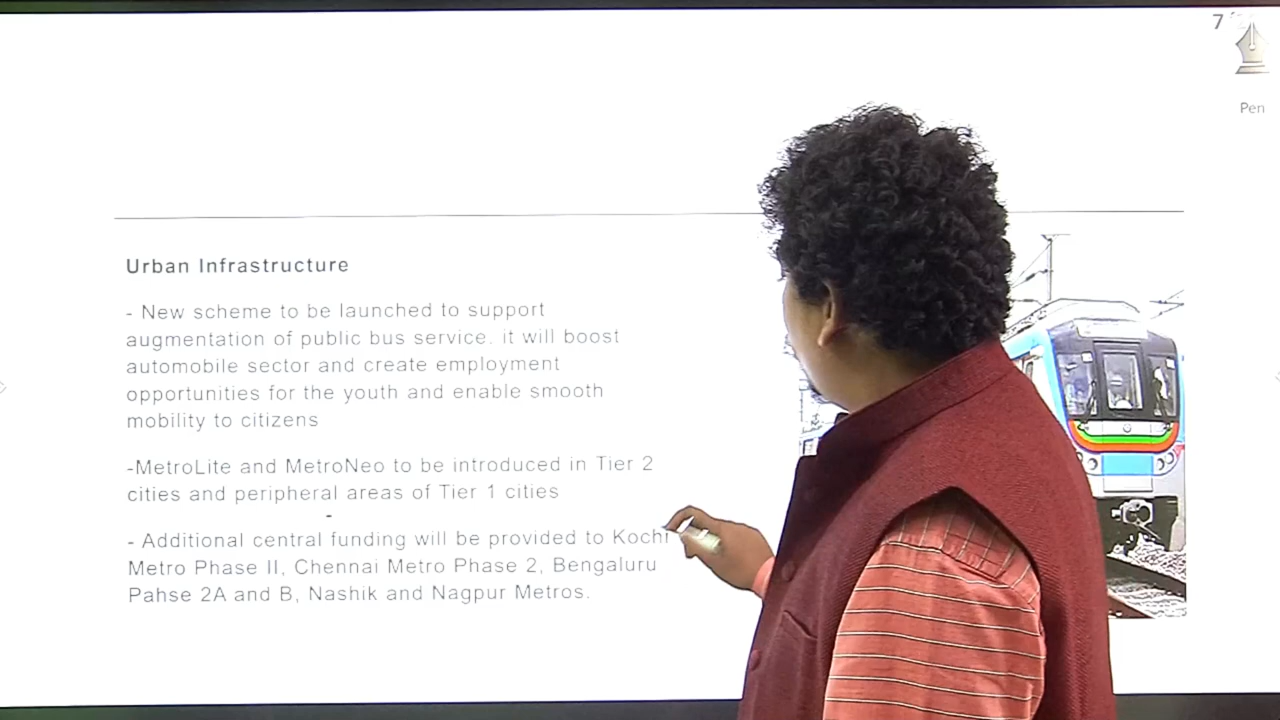 7
Pen
Urban Infrastructure
- New scheme to be launched to support
augmentation of public bus service. it will boost
automobile sector and create employment
opportunities for the youth and enable smooth
mobility to citizens
-MetroLite and MetroNeo to be introduced in Tier 2
cities and peripheral areas of Tier 1 cities
- Additional central funding will be provided to Kochi
Metro Phase II, Chennai Metro Phase 2, Bengaluru
Pahse 2A and B, Nashik and Nagpur Metros.